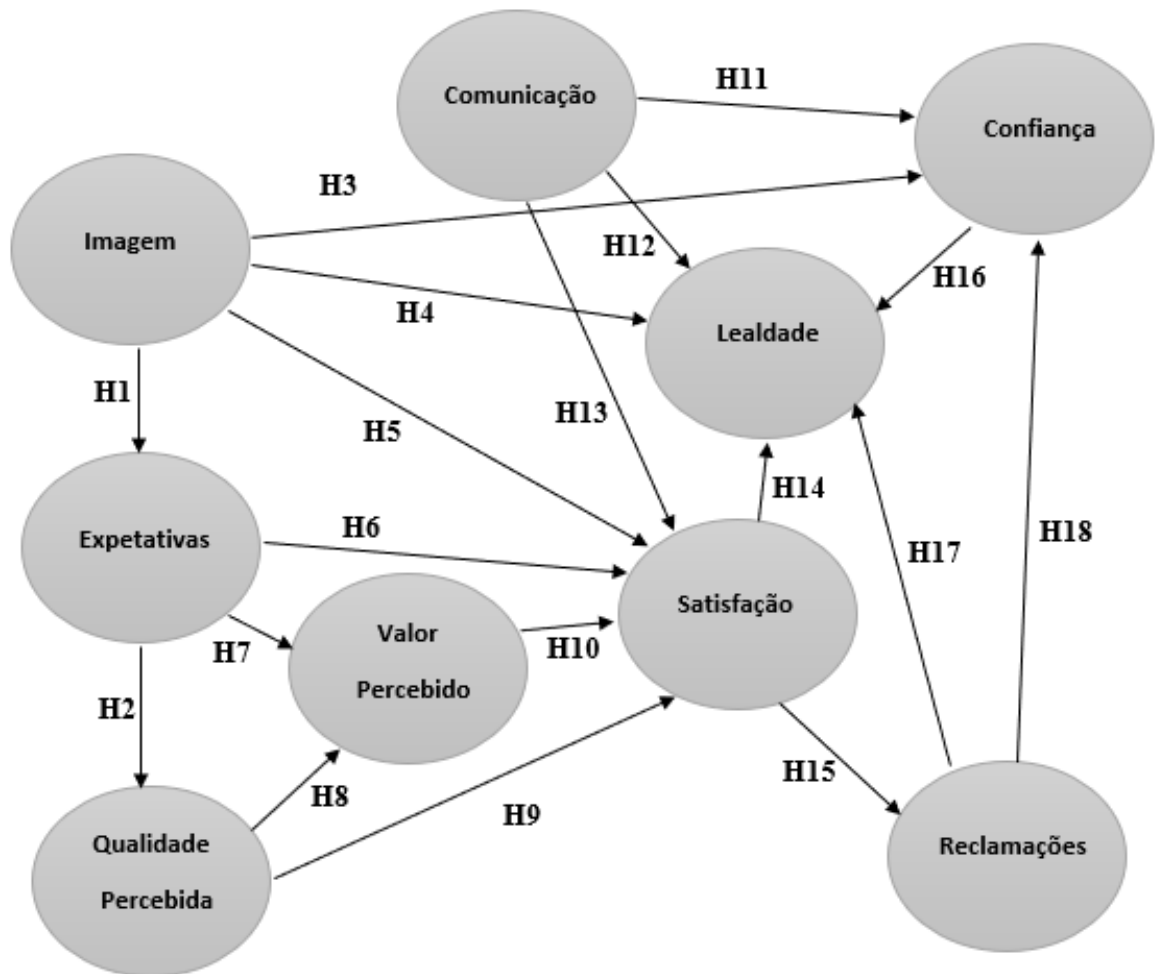 Comunicação
H11
Confiança
H3
Imagem
H12
H16
H4
Lealdade
H1
H5
H13
H14
H6
Expetativas
H17
H18
Satisfação
Valor
Percebido
H7
H10
H2
H15
H8
H9
Qualidade
Percebida
Reclamações